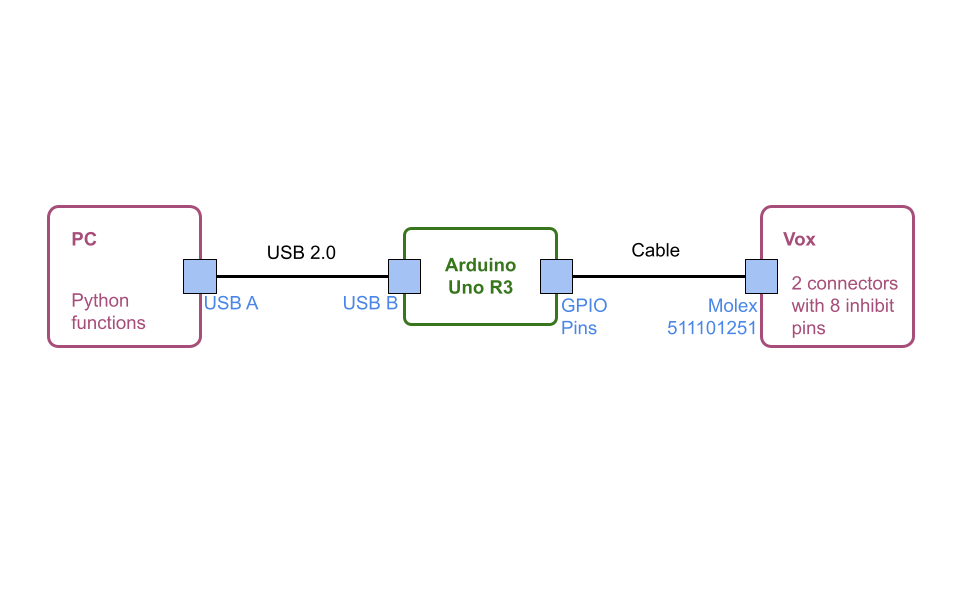 PC
Python
functions
USB 2.0
USB A
USB B
Arduino
Uno R3
Cable
GPIO
Pins
Molex
511101251
Vox
2 connectors
with 8 inhibit
pins